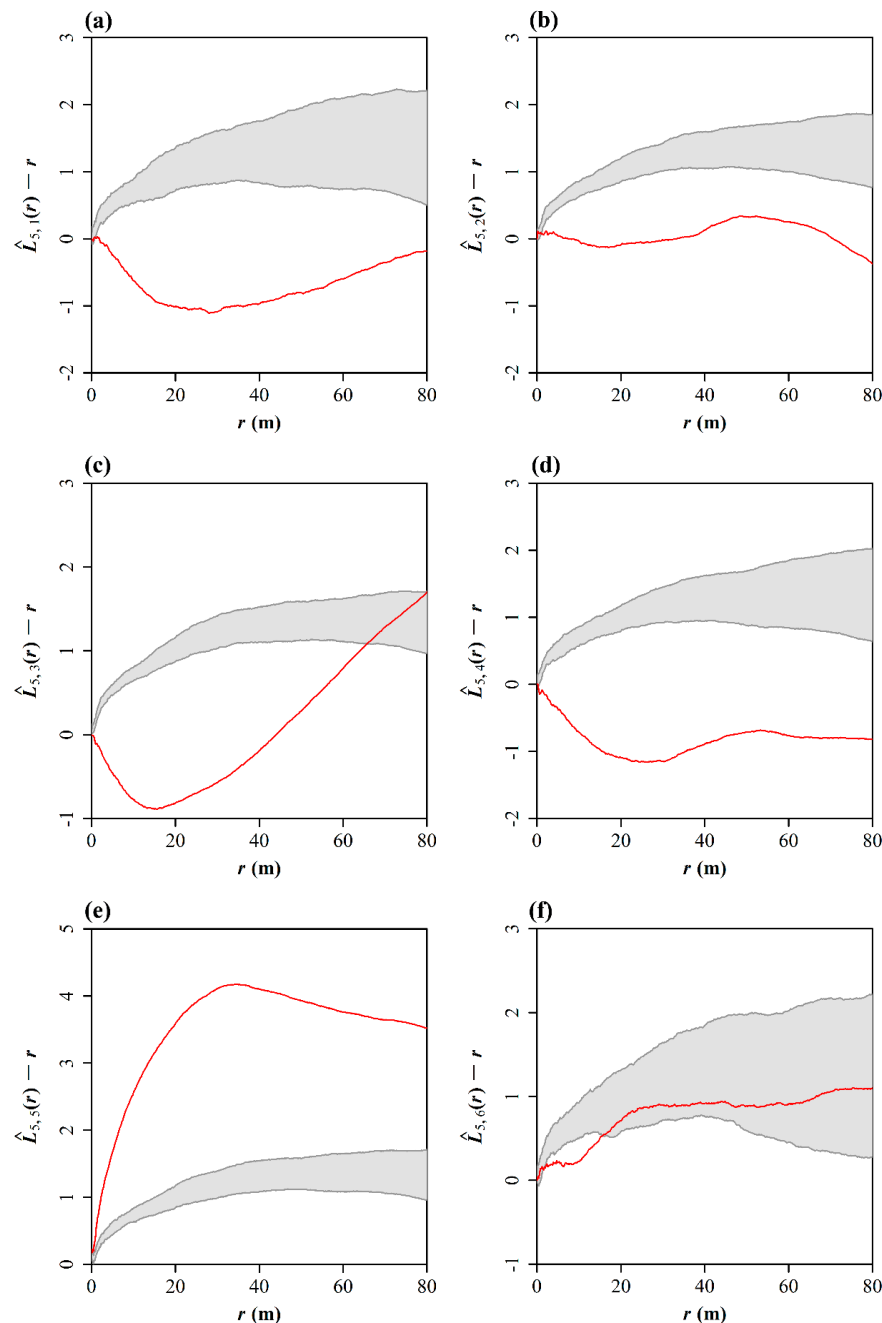 (a)
3
2
1
0
-1
-2
L̂5, 1(r) − r
0 20 40 60 80
r (m)
(b)
3
2
1
0
-1
-2
L̂5, 2(r) − r
0 20 40 60 80
r (m)
(c)
3
2
1
0
-1
L̂5, 3(r) − r
0 20 40 60 80
r (m)
(d)
3
2
1
0
-1
-2
L̂5, 4(r) − r
0 20 40 60 80
r (m)
(e)
5
4
3
2
1
0
L̂5, 5(r) − r
0 20 40 60 80
r (m)
(f)
3
2
1
0
-1
L̂5, 6(r) − r
0 20 40 60 80
r (m)